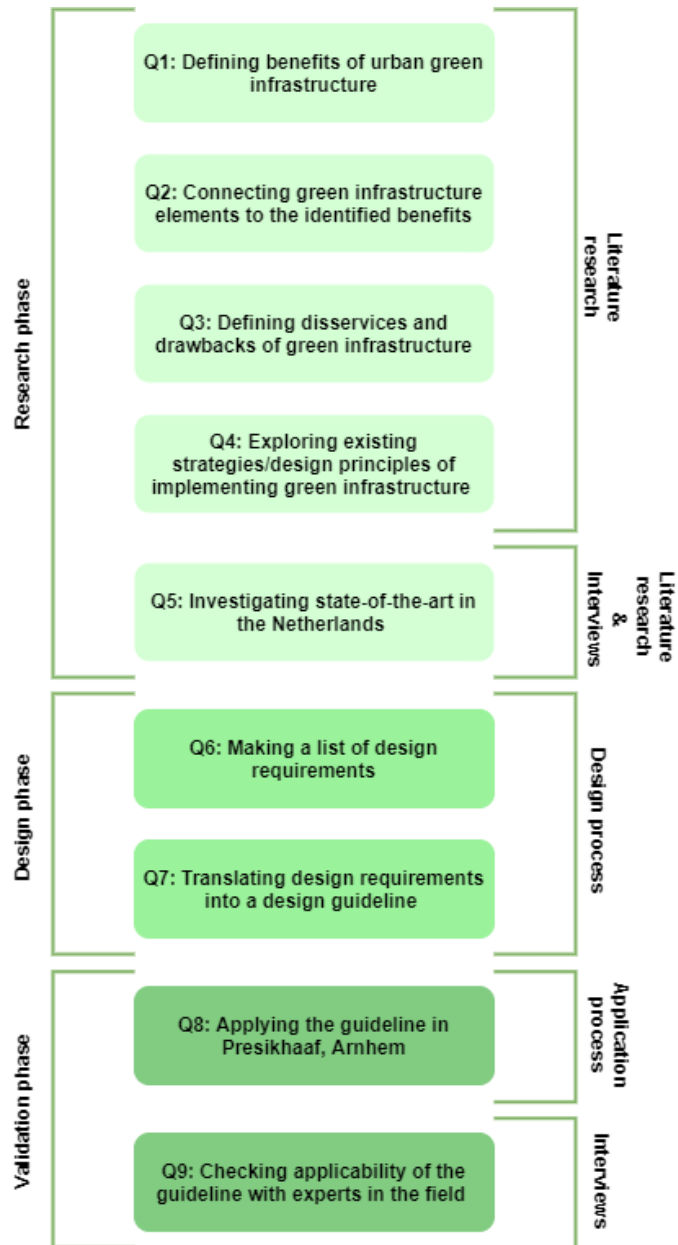 Research phase
Q1: Defining benefits of urban green
infrastructure
Q2: Connecting green infrastructure
elements to the identified benefits
Q3: Defining disservices and
drawbacks of green infrastructure
Q4: Exploring existing
strategies/design principles of
implementing green infrastructure
Literature
research
Q5: Investigating state-of-the-art in
the Netherlands
Literature
research
&
Interviews
Design phase
Q6: Making a list of design
requirements
Q7: Translating design requirements
into a design guideline
Design process
Validation phase
Q8: Applying the guideline in
Presikhaaf, Arnhem
Application
process
Q9: Checking applicability of the
guideline with experts in the field
Interviews